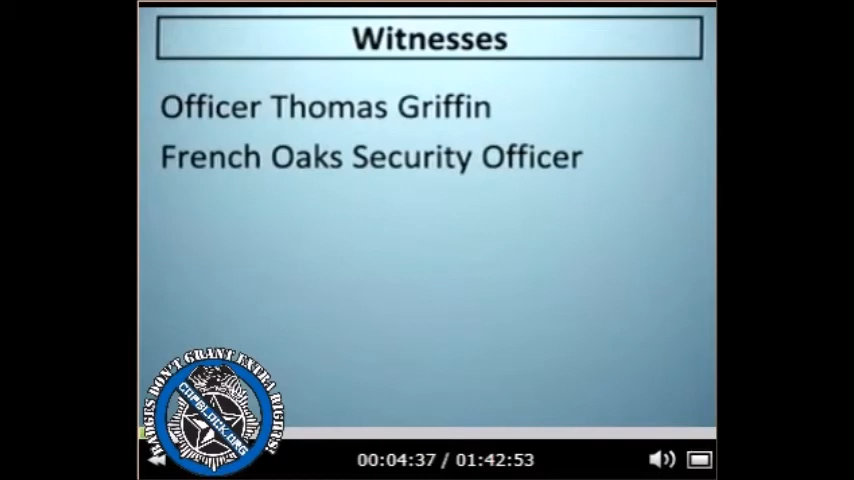 Witnesses
Officer Thomas Griffin
French Oaks Security Officer
BADGES DON'T GRANT EXTRA RIGHTS!
COPBLOCK.ORG
00:04:37 / 01:42:53